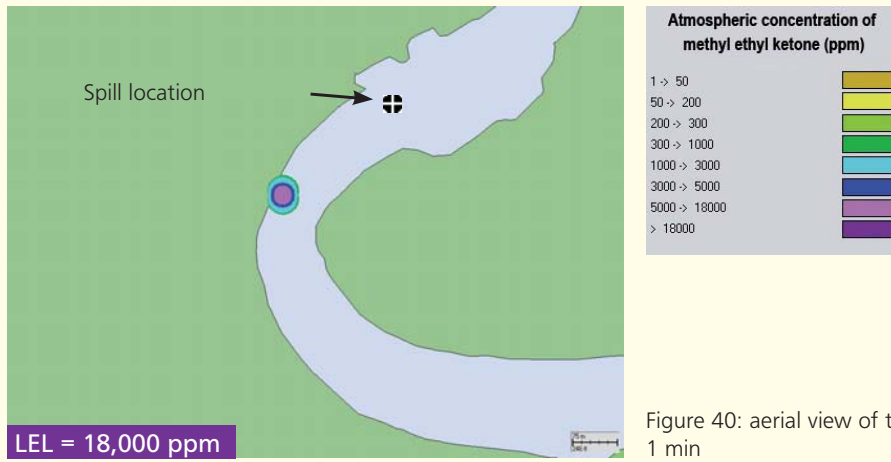 Spill location
LEL = 18,000 ppm
Atmospheric concentration of
methyl ethyl ketone (ppm)
1 -> 50
50 -> 200
200 -> 300
300 -> 1000
1000 -> 3000
3000 -> 5000
5000 -> 18000
> 18000
Figure 40: aerial view of
1 min